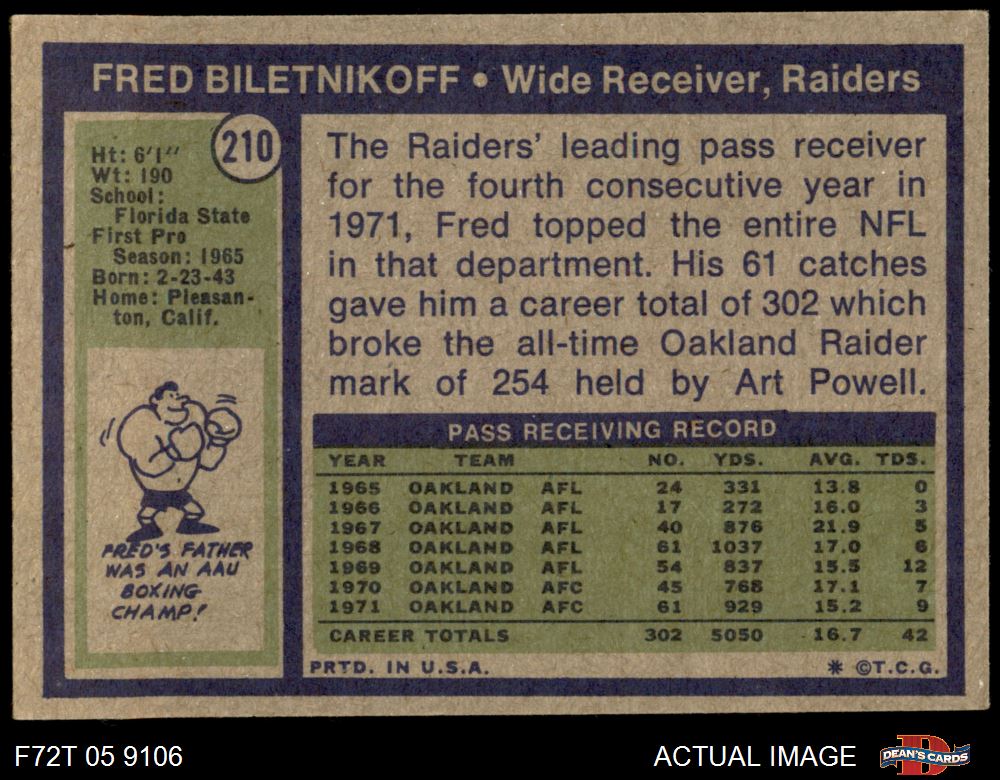 FRED BILETNIKOFF • Wide Receiver, Raiders
210
Ht: 6'1''
Wt: 190
School:
Florida State
First Pro
Season: 1965
Born: 2-23-43
Home: Pleasan-
ton, Calif.
FRED'S FATHER
WAS AN AAU
BOXING
CHAMP!
The Raiders' leading pass receiver
for the fourth consecutive year in
1971, Fred topped the entire NFL
in that department. His 61 catches
gave him a career total of 302 which
broke the all-time Oakland Raider
mark of 254 held by Art Powell.
PASS RECEIVING RECORD
YEAR TEAM NO. YDS. AVG. TDS.
1965 OAKLAND AFL 24 331 13.8 0
1966 OAKLAND AFL 17 272 16.0 3
1967 OAKLAND AFL 40 876 21.9 5
1968 OAKLAND AFL 61 1037 17.0 6
1969 OAKLAND AFL 54 837 15.5 12
1970 OAKLAND AFC 45 768 17.1 7
1971 OAKLAND AFC 61 929 15.2 9
CAREER TOTALS 302 5050 16.7 42
PRTD. IN U.S.A. * ©T.C.G.
F72T 05 9106 ACTUAL IMAGE DEAN'S CARDS